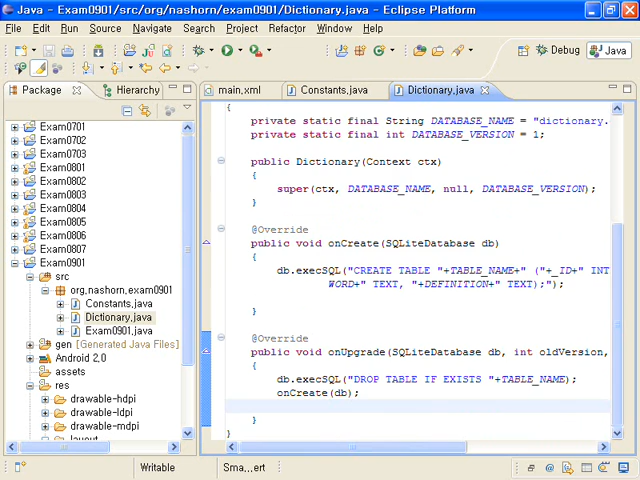 Java - Exam0901/src/org/nashorn/exam0901/Dictionary.java - Eclipse Platform
File Edit Run Source Navigate Search Project Refactor Window Help
Debug Java
Package Hierarchy
main.xml Constants.java Dictionary.java
Exam0701
Exam0702
Exam0703
Exam0801
Exam0802
Exam0803
Exam0804
Exam0805
Exam0806
Exam0807
Exam0901
src
org.nashorn.exam0901
Constants.java
Dictionary.java
Exam0901.java
gen [Generated Java Files]
Android 2.0
assets
res
drawable-hdpi
drawable-ldpi
drawable-mdpi
layout
{
private static final String DATABASE_NAME = "dictionary.
private static final int DATABASE_VERSION = 1;
public Dictionary(Context ctx)
{
super(ctx, DATABASE_NAME, null, DATABASE_VERSION);
}
@Override
public void onCreate(SQLiteDatabase db)
{
db.execSQL("CREATE TABLE "+TABLE_NAME+" ("+_ID+" INT
WORD+" TEXT, "+DEFINITION+" TEXT);");
}
@Override
public void onUpgrade(SQLiteDatabase db, int oldVersion,
{
db.execSQL("DROP TABLE IF EXISTS "+TABLE_NAME);
onCreate(db);
}
}
Writable Sma...ert